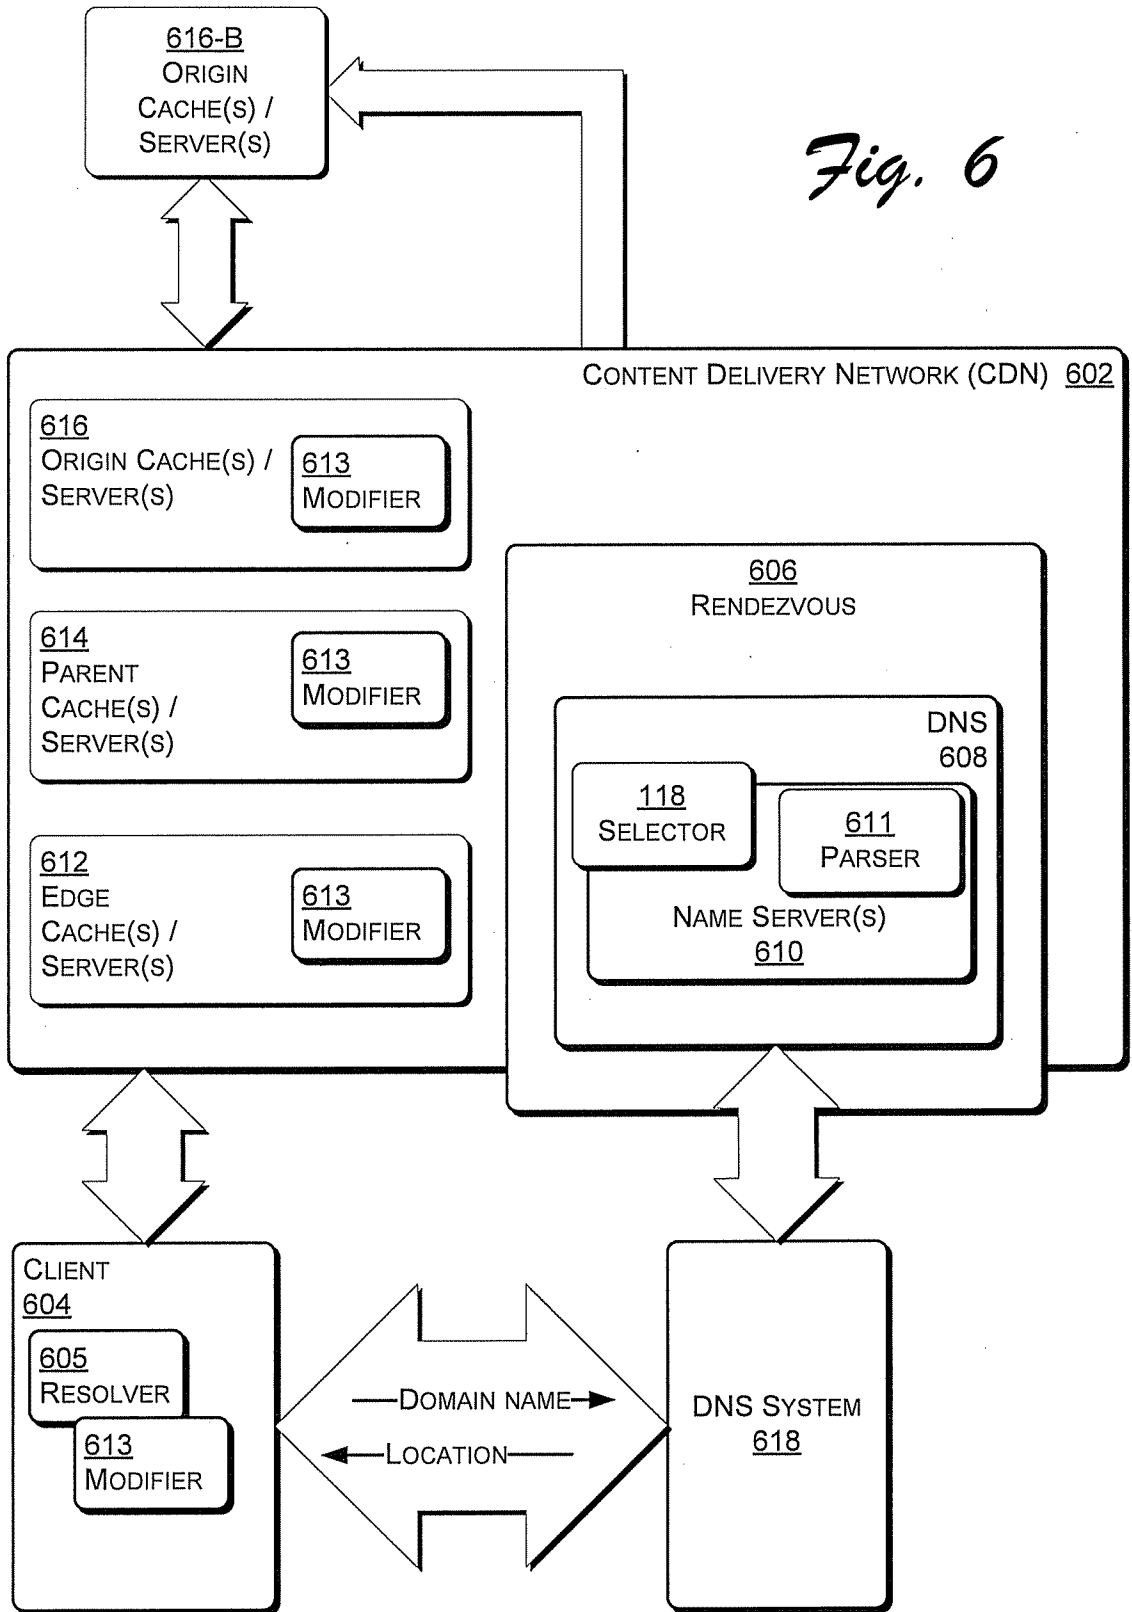 616-B
ORIGIN
CACHE(S) /
SERVER(S)
Fig. 6
CONTENT DELIVERY NETWORK (CDN) 602
616
ORIGIN CACHE(S) /
SERVER(S)
613
MODIFIER
606
RENDEZVOUS
614
PARENT
CACHE(S) /
SERVER(S)
613
MODIFIER
DNS
608
118
SELECTOR
611
PARSER
NAME SERVER(S)
610
612
EDGE
CACHE(S) /
SERVER(S)
613
MODIFIER
CLIENT
604
605
RESOLVER
613
MODIFIER
DOMAIN NAME
LOCATION
DNS SYSTEM
618